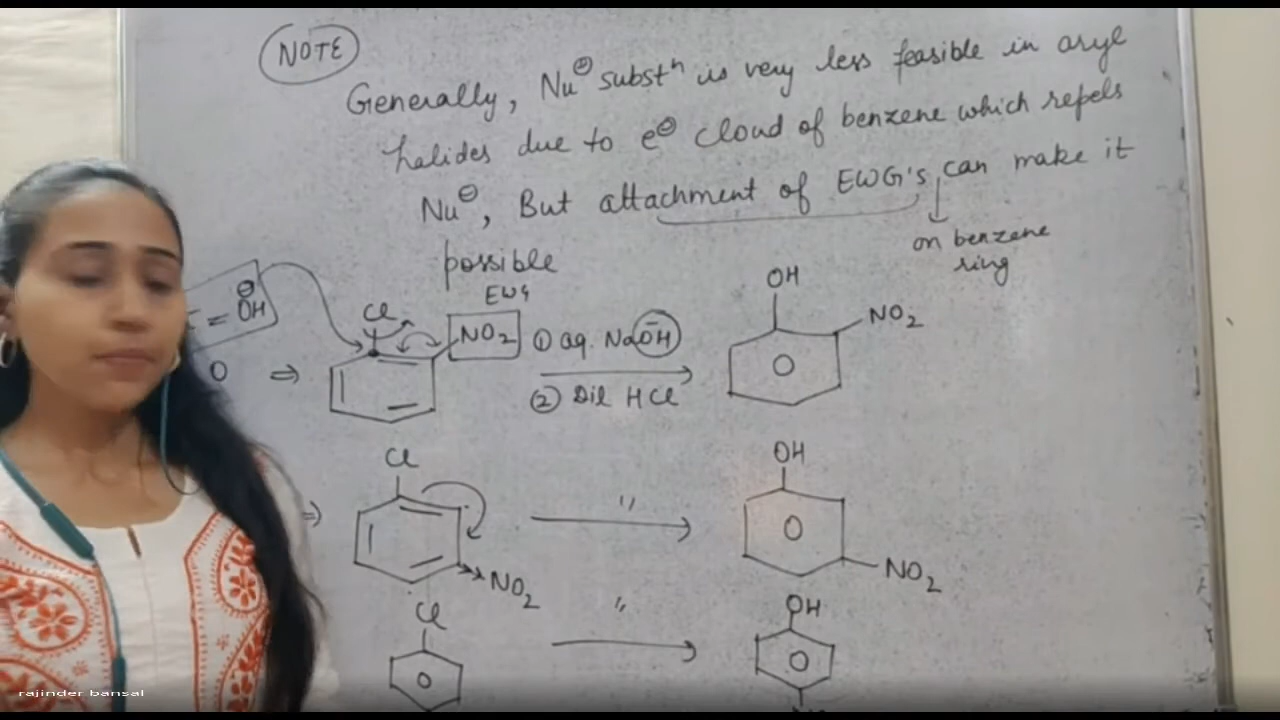 NOTE
Generally, Nu⊖ substⁿ is very less feasible in aryl
halides due to e⊖ cloud of benzene which repels
Nu⊖, But attachment of EWG's can make it
possible
on benzene
ring
EWG
= ⊖OH
O ⇒
Cl
NO2
① aq. NaOH
② Dil HCl
OH
NO2
Cl
NO2
"
OH
NO2
Cl
"
OH
rajinder bansal